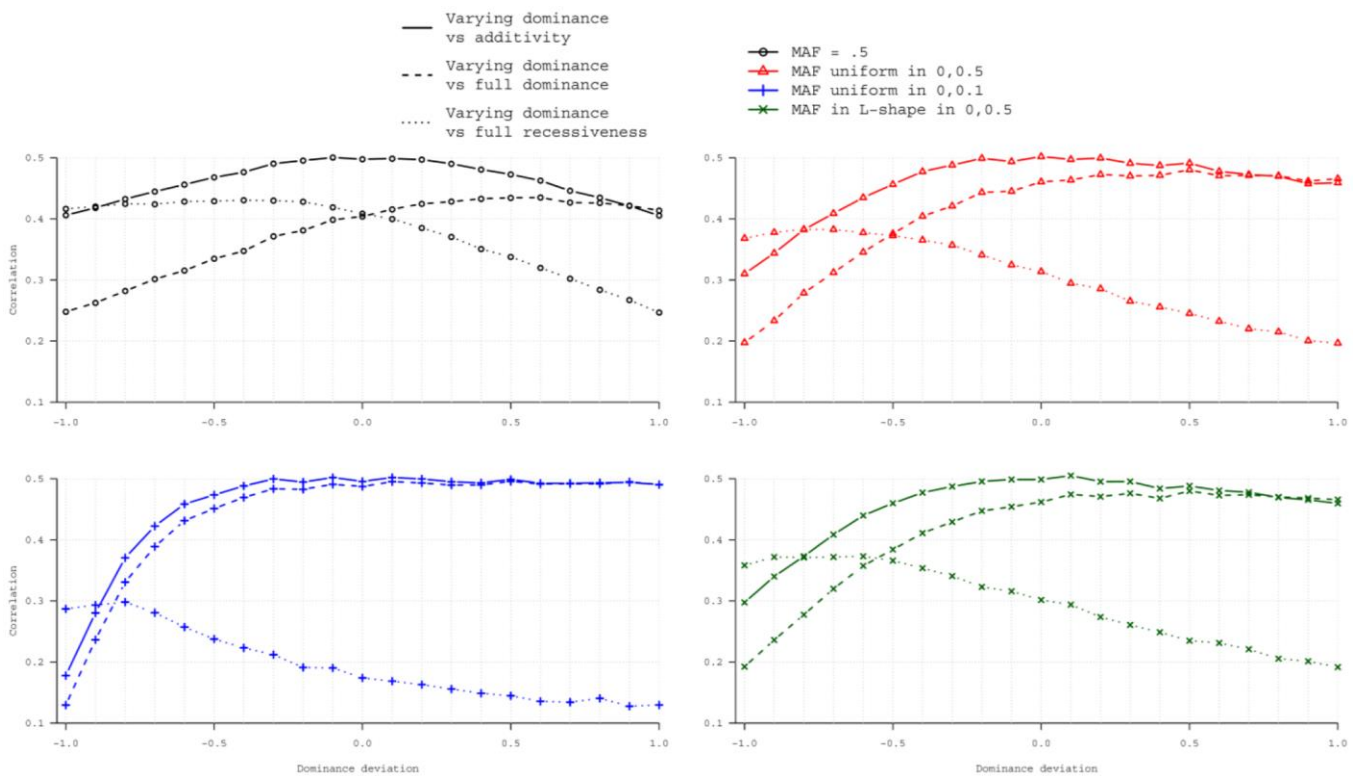 Varying dominance
vs additivity
Varying dominance
vs full dominance
Varying dominance
vs full recessiveness
MAF = .5
MAF uniform in 0,0.5
MAF uniform in 0,0.1
MAF in L-shape in 0,0.5
0.5
0.4
0.3
0.2
0.1
Correlation
-1.0
-0.5
0.0
0.5
1.0
0.5
0.4
0.3
0.2
0.1
-1.0
-0.5
0.0
0.5
1.0
0.5
0.4
0.3
0.2
0.1
Correlation
-1.0
-0.5
0.0
0.5
1.0
Dominance deviation
0.5
0.4
0.3
0.2
0.1
-1.0
-0.5
0.0
0.5
1.0
Dominance deviation